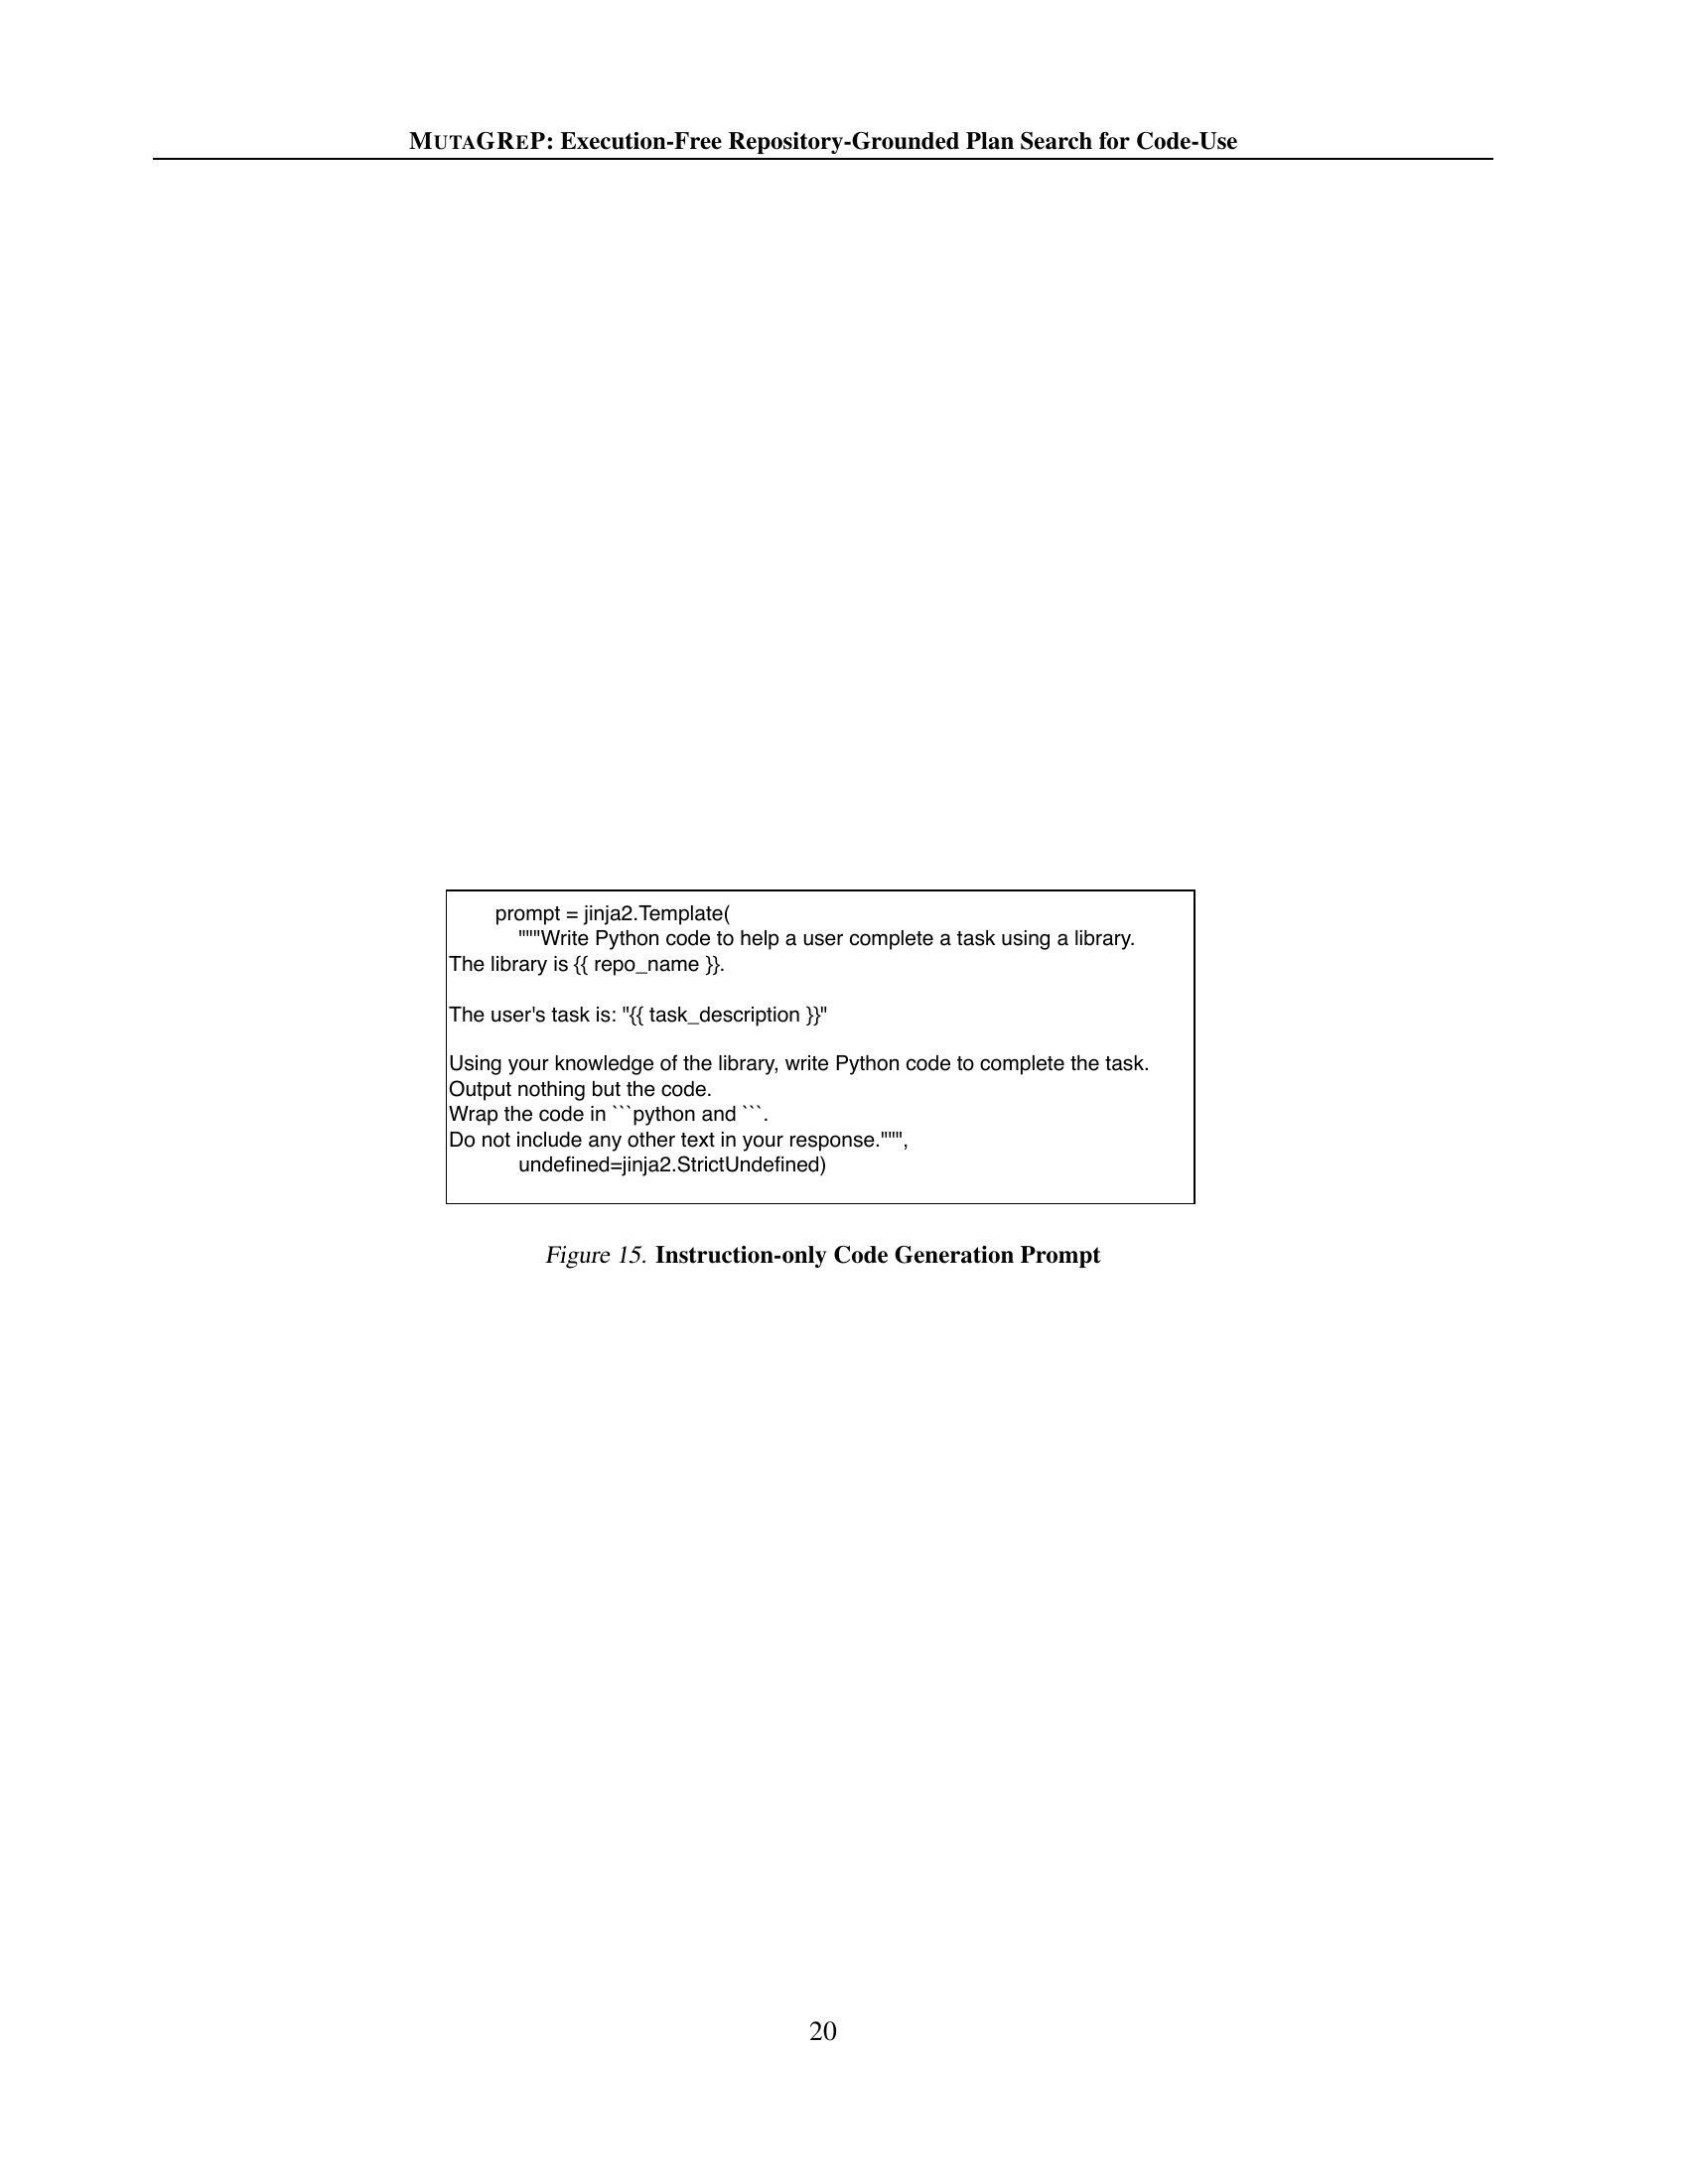 MUTAGREP: Execution-Free Repository-Grounded Plan Search for Code-Use
prompt = jinja2.Template(
"""Write Python code to help a user complete a task using a library.
The library is {{ repo_name }}.
The user's task is: "{{ task_description }}"
Using your knowledge of the library, write Python code to complete the task.
Output nothing but the code.
Wrap the code in ```python and ```.
Do not include any other text in your response.""",
undefined=jinja2.StrictUndefined)
Figure 15. Instruction-only Code Generation Prompt
20